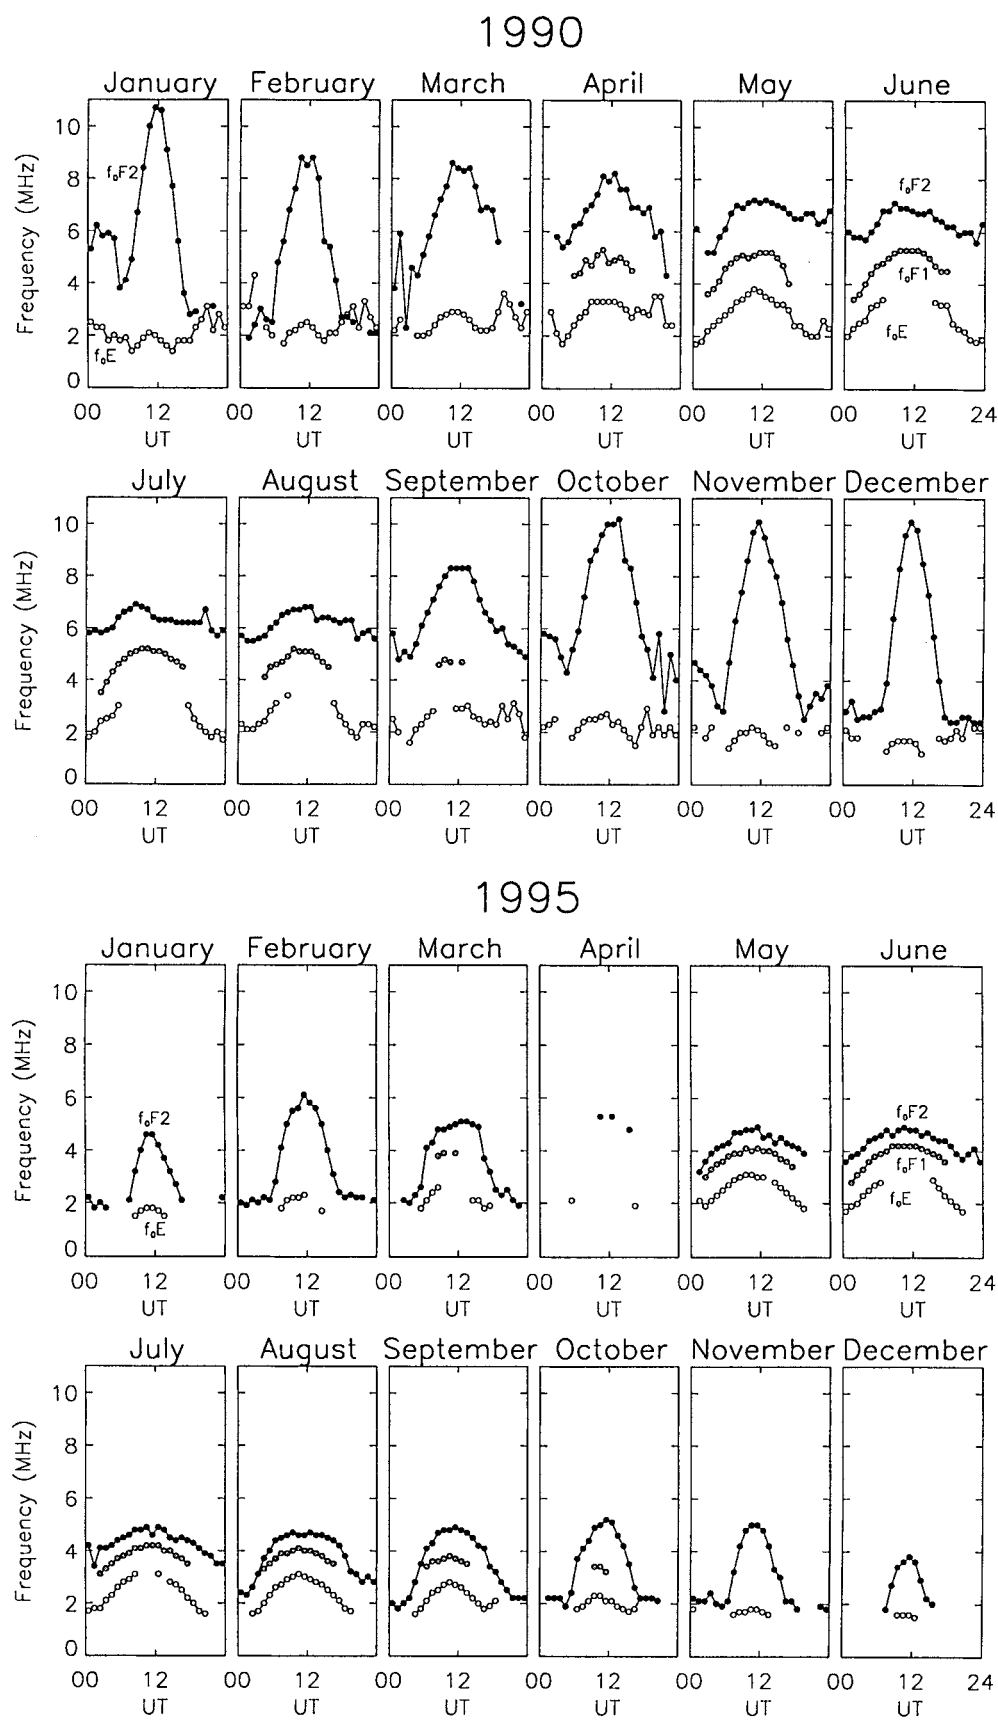 1990
January February March April May June
Frequency (MHz)
10
8
6
4
2
0
f₀F2
f₀E
f₀F2
f₀F1
f₀E
00 12 00 12 00 12 00 12 00 12 00 12 24
UT UT UT UT UT UT
July August September October November December
Frequency (MHz)
10
8
6
4
2
0
00 12 00 12 00 12 00 12 00 12 00 12 24
UT UT UT UT UT UT
1995
January February March April May June
Frequency (MHz)
10
8
6
4
2
0
f₀F2
f₀E
f₀F2
f₀F1
f₀E
00 12 00 12 00 12 00 12 00 12 00 12 24
UT UT UT UT UT UT
July August September October November December
Frequency (MHz)
10
8
6
4
2
0
00 12 00 12 00 12 00 12 00 12 00 12 24
UT UT UT UT UT UT